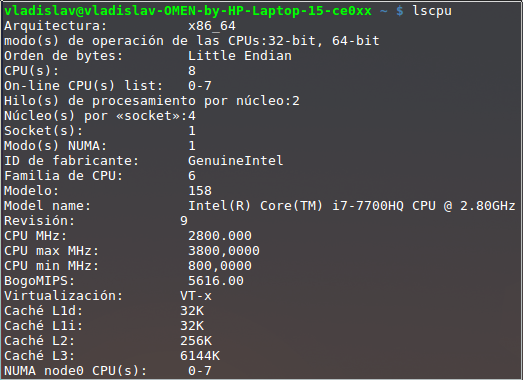 vladislav@vladislav-OMEN-by-HP-Laptop-15-ce0xx ~ $ lscpu
Arquitectura:          x86_64
modo(s) de operación de las CPUs:32-bit, 64-bit
Orden de bytes:        Little Endian
CPU(s):                8
On-line CPU(s) list:   0-7
Hilo(s) de procesamiento por núcleo:2
Núcleo(s) por «socket»:4
Socket(s):             1
Modo(s) NUMA:          1
ID de fabricante:      GenuineIntel
Familia de CPU:        6
Modelo:                158
Model name:            Intel(R) Core(TM) i7-7700HQ CPU @ 2.80GHz
Revisión:             9
CPU MHz:               2800.000
CPU max MHz:           3800,0000
CPU min MHz:           800,0000
BogoMIPS:              5616.00
Virtualización:       VT-x
Caché L1d:            32K
Caché L1i:            32K
Caché L2:             256K
Caché L3:             6144K
NUMA node0 CPU(s):     0-7